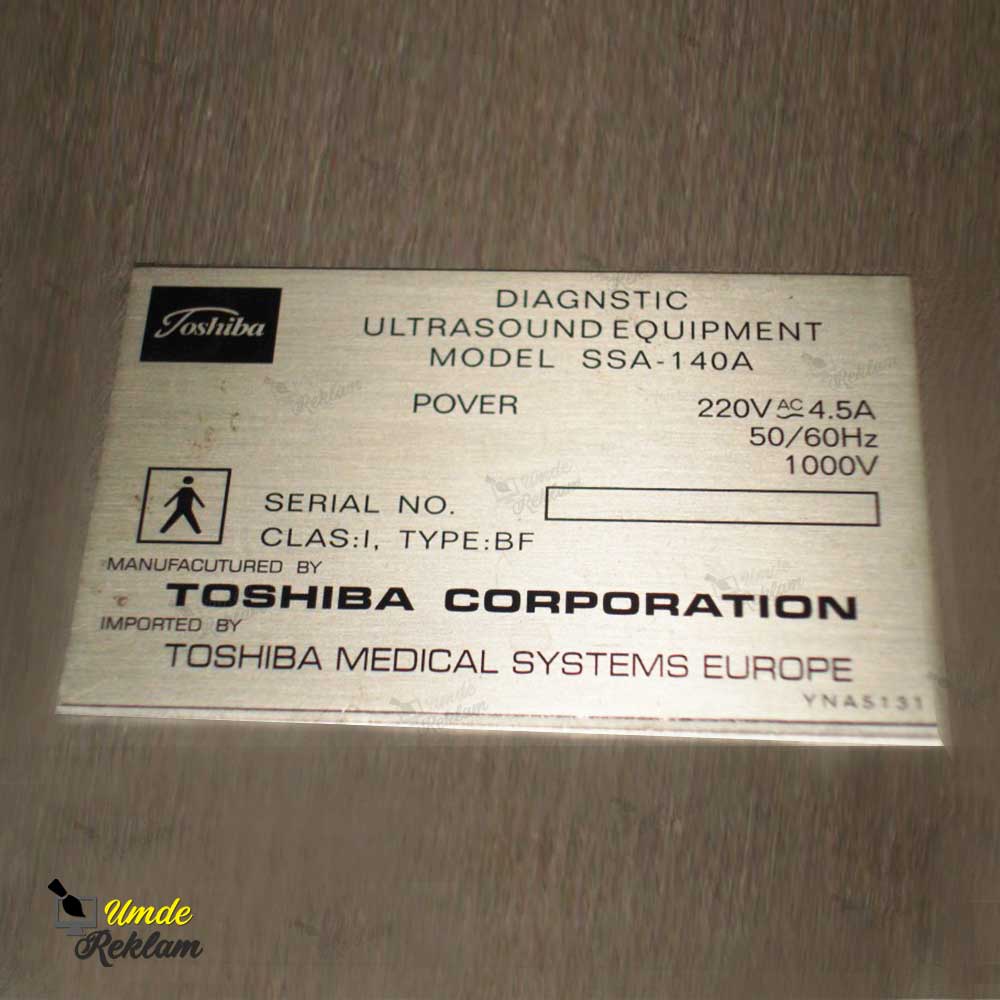 Toshiba
DIAGNSTIC
ULTRASOUND EQUIPMENT
MODEL SSA-140A
POVER 220V AC 4.5A
50/60Hz
1000V
SERIAL NO.
CLAS:I, TYPE:BF
MANUFACUTURED BY
TOSHIBA CORPORATION
IMPORTED BY
TOSHIBA MEDICAL SYSTEMS EUROPE
YNA5131
Umde
Reklam